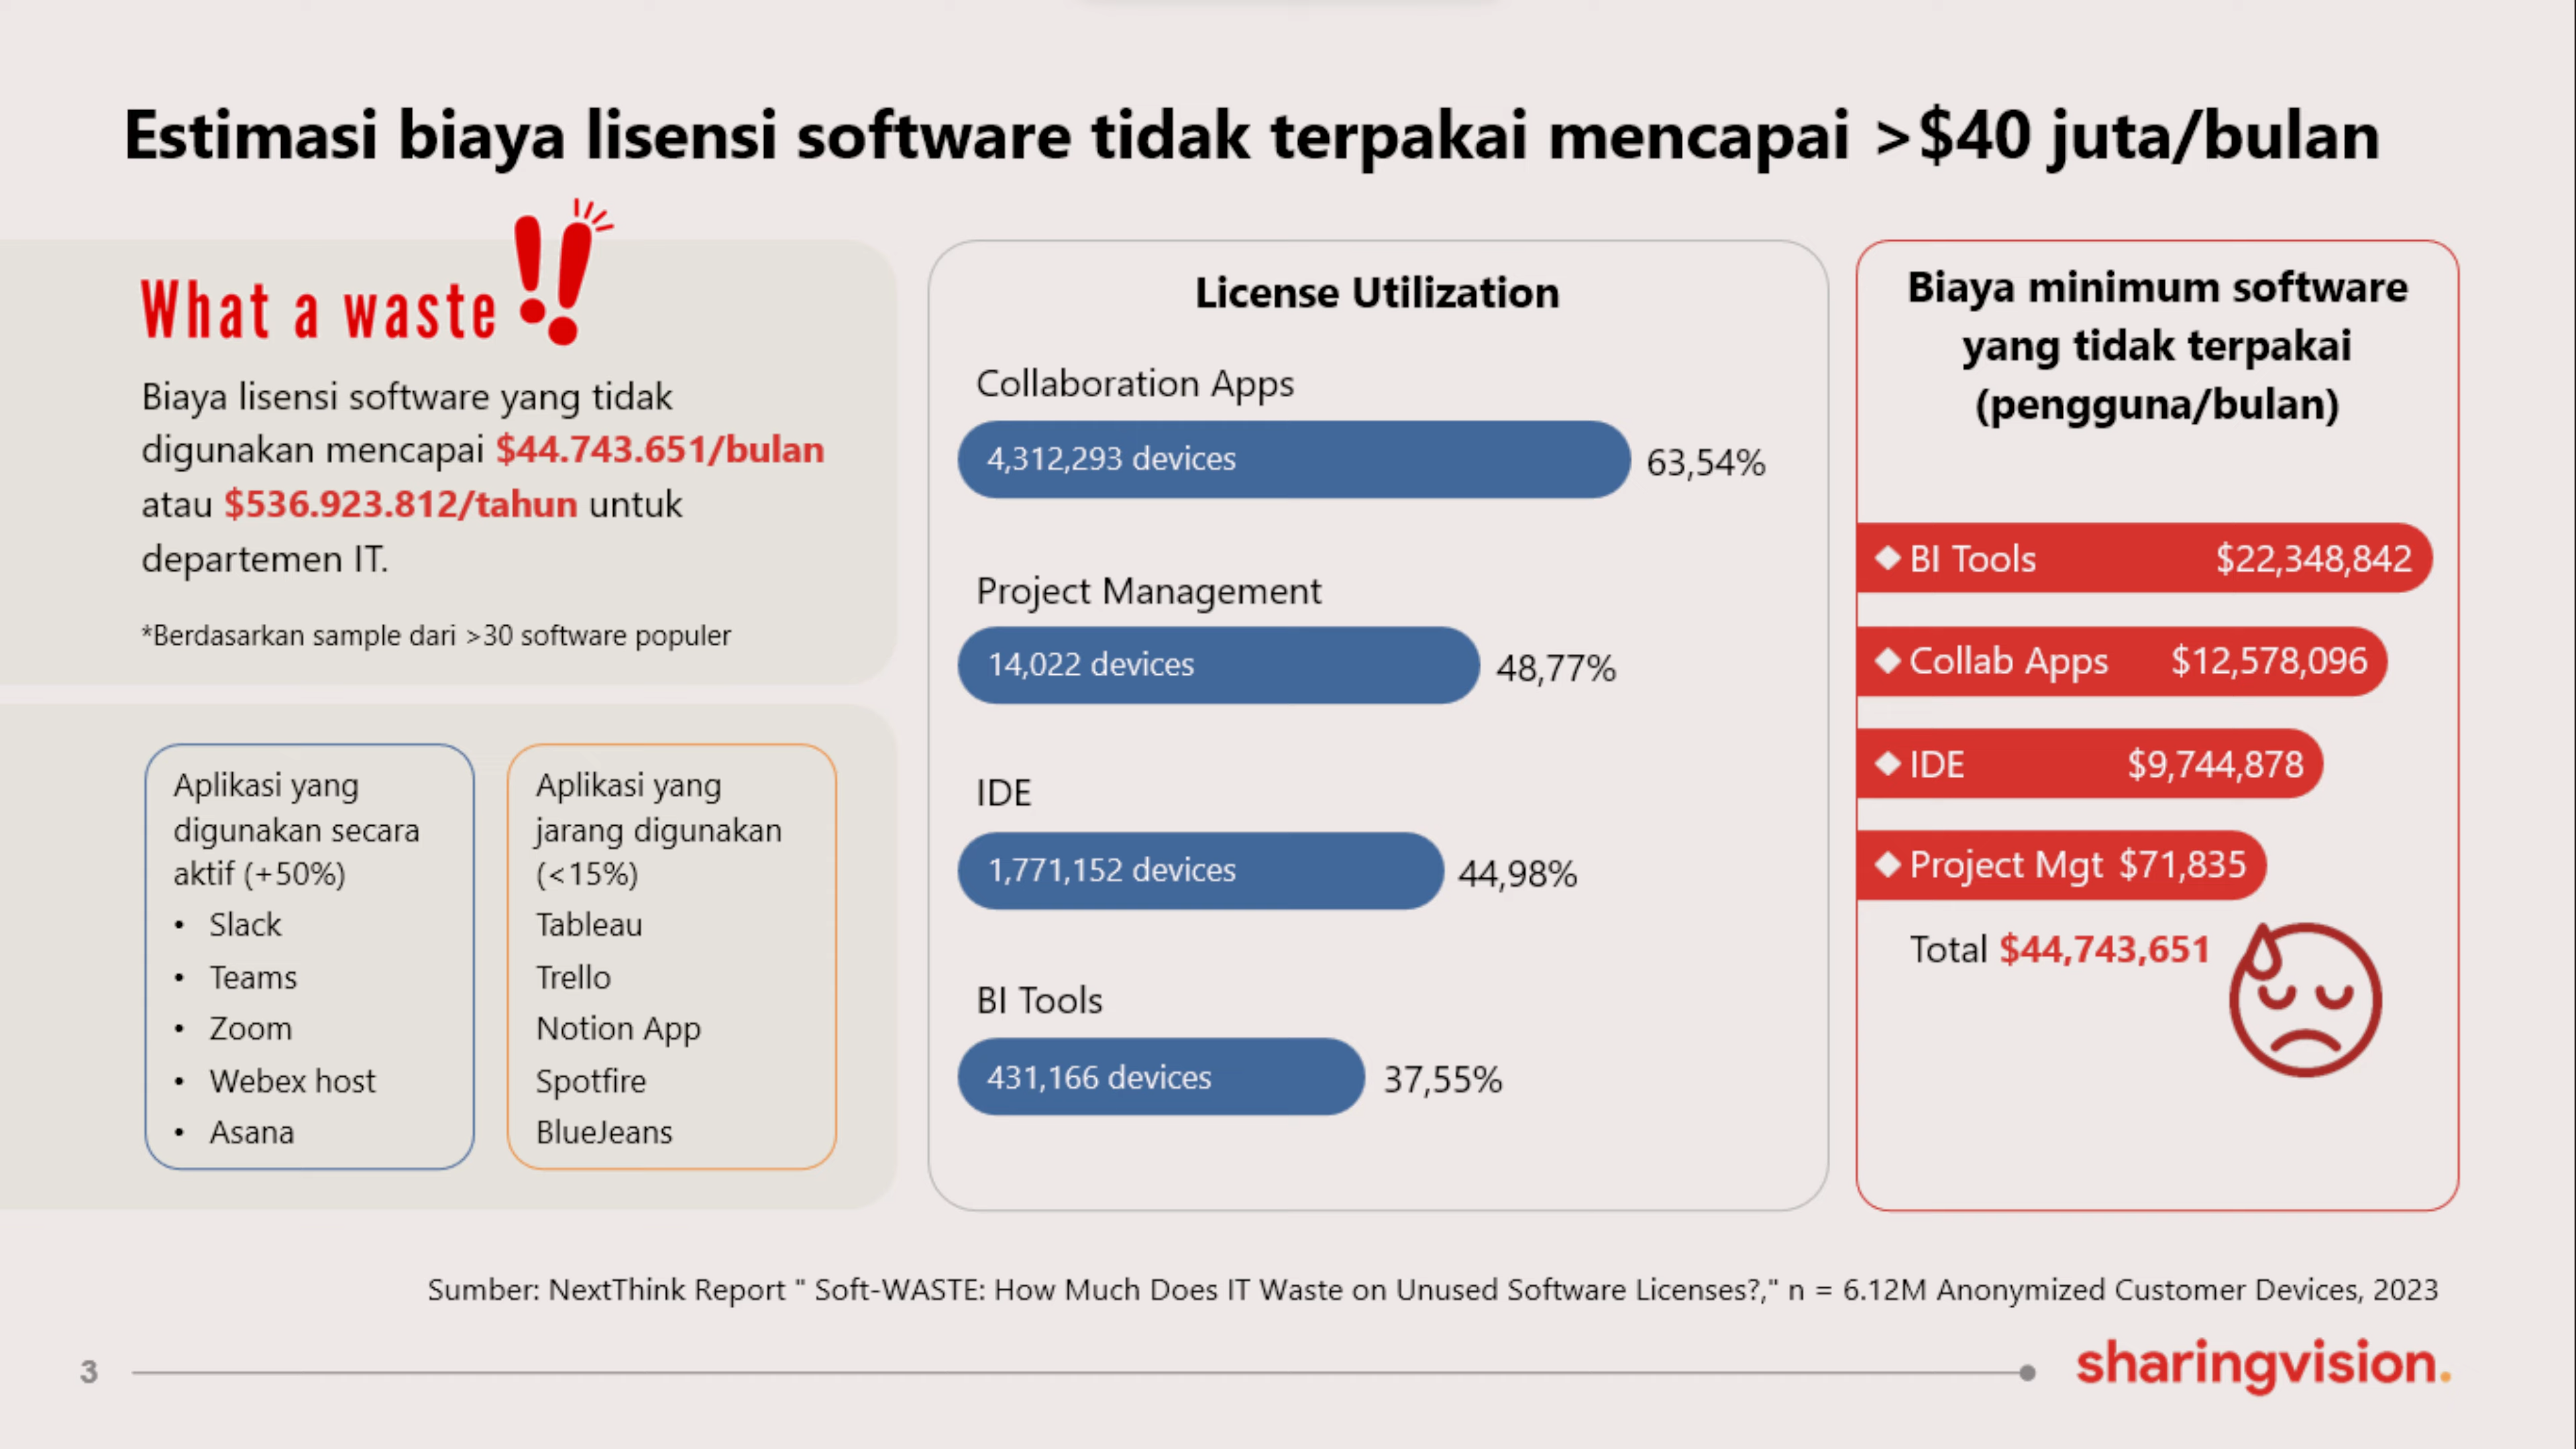 Estimasi biaya lisensi software tidak terpakai mencapai >$40 juta/bulan
What a waste!!
Biaya lisensi software yang tidak
digunakan mencapai $44.743.651/bulan
atau $536.923.812/tahun untuk
departemen IT.
*Berdasarkan sample dari >30 software populer
Aplikasi yang
digunakan secara
aktif (+50%)
• Slack
• Teams
• Zoom
• Webex host
• Asana
Aplikasi yang
jarang digunakan
(<15%)
Tableau
Trello
Notion App
Spotfire
BlueJeans
License Utilization
Collaboration Apps
4,312,293 devices 63,54%
Project Management
14,022 devices 48,77%
IDE
1,771,152 devices 44,98%
BI Tools
431,166 devices 37,55%
Biaya minimum software
yang tidak terpakai
(pengguna/bulan)
◆ BI Tools $22,348,842
◆ Collab Apps $12,578,096
◆ IDE $9,744,878
◆ Project Mgt $71,835
Total $44,743,651
Sumber: NextThink Report " Soft-WASTE: How Much Does IT Waste on Unused Software Licenses?," n = 6.12M Anonymized Customer Devices, 2023
3
sharingvision.